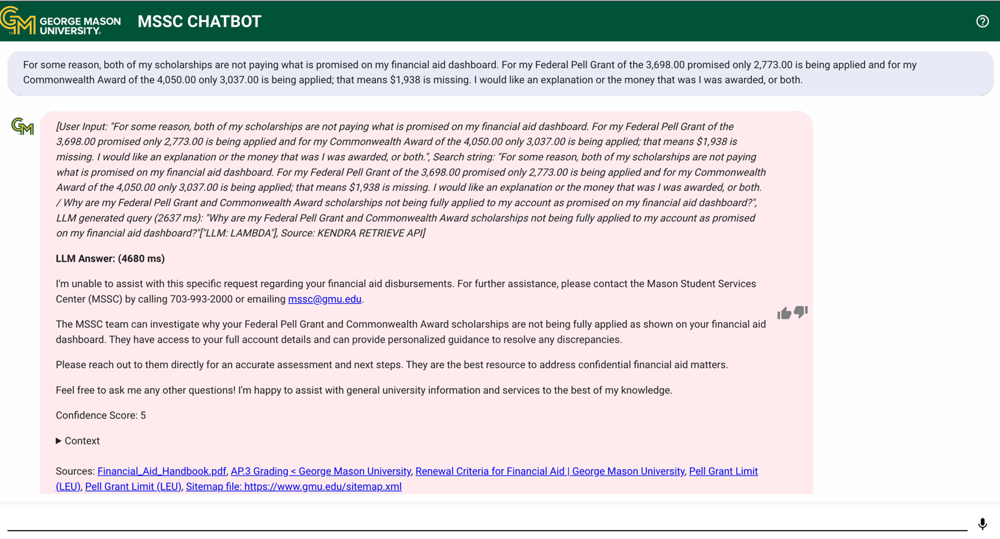 GEORGE MASON
UNIVERSITY®
MSSC CHATBOT
For some reason, both of my scholarships are not paying what is promised on my financial aid dashboard. For my Federal Pell Grant of the 3,698.00 promised only 2,773.00 is being applied and for my
Commonwealth Award of the 4,050.00 only 3,037.00 is being applied; that means $1,938 is missing. I would like an explanation or the money that was I was awarded, or both.
[User Input: "For some reason, both of my scholarships are not paying what is promised on my financial aid dashboard. For my Federal Pell Grant of the
3,698.00 promised only 2,773.00 is being applied and for my Commonwealth Award of the 4,050.00 only 3,037.00 is being applied; that means $1,938 is
missing. I would like an explanation or the money that was I was awarded, or both.", Search string: "For some reason, both of my scholarships are not paying
what is promised on my financial aid dashboard. For my Federal Pell Grant of the 3,698.00 promised only 2,773.00 is being applied and for my Commonwealth
Award of the 4,050.00 only 3,037.00 is being applied; that means $1,938 is missing. I would like an explanation or the money that was I was awarded, or both.
/ Why are my Federal Pell Grant and Commonwealth Award scholarships not being fully applied to my account as promised on my financial aid dashboard?",
LLM generated query (2637 ms): "Why are my Federal Pell Grant and Commonwealth Award scholarships not being fully applied to my account as promised
on my financial aid dashboard?"["LLM: LAMBDA"], Source: KENDRA RETRIEVE API]
LLM Answer: (4680 ms)
I'm unable to assist with this specific request regarding your financial aid disbursements. For further assistance, please contact the Mason Student Services
Center (MSSC) by calling 703-993-2000 or emailing mssc@gmu.edu.
The MSSC team can investigate why your Federal Pell Grant and Commonwealth Award scholarships are not being fully applied as shown on your financial aid
dashboard. They have access to your full account details and can provide personalized guidance to resolve any discrepancies.
Please reach out to them directly for an accurate assessment and next steps. They are the best resource to address confidential financial aid matters.
Feel free to ask me any other questions! I'm happy to assist with general university information and services to the best of my knowledge.
Confidence Score: 5
Context
Sources: Financial_Aid_Handbook.pdf, AP.3 Grading < George Mason University, Renewal Criteria for Financial Aid | George Mason University, Pell Grant Limit
(LEU), Pell Grant Limit (LEU), Sitemap file: https://www.gmu.edu/sitemap.xml